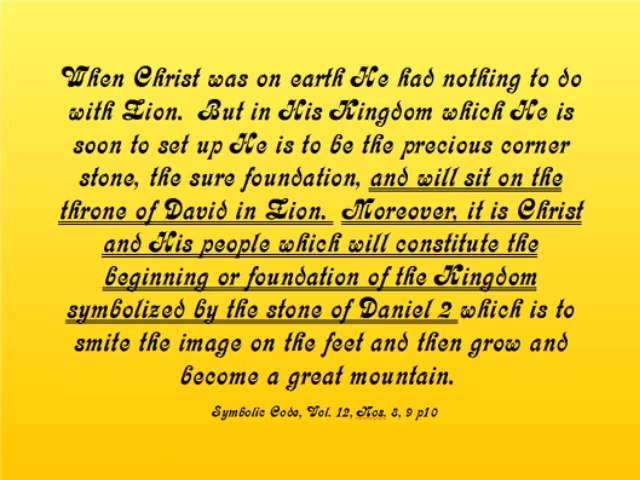 When Christ was on earth He had nothing to do
with Zion.  But in His Kingdom which He is
soon to set up He is to be the precious corner
stone, the sure foundation, and will sit on the
throne of David in Zion.  Moreover, it is Christ
and His people which will constitute the
beginning or foundation of the Kingdom
symbolized by the stone of Daniel 2 which is to
smite the image on the feet and then grow and
become a great mountain.
Symbolic Code, Vol. 12, Nos. 8, 9 p10